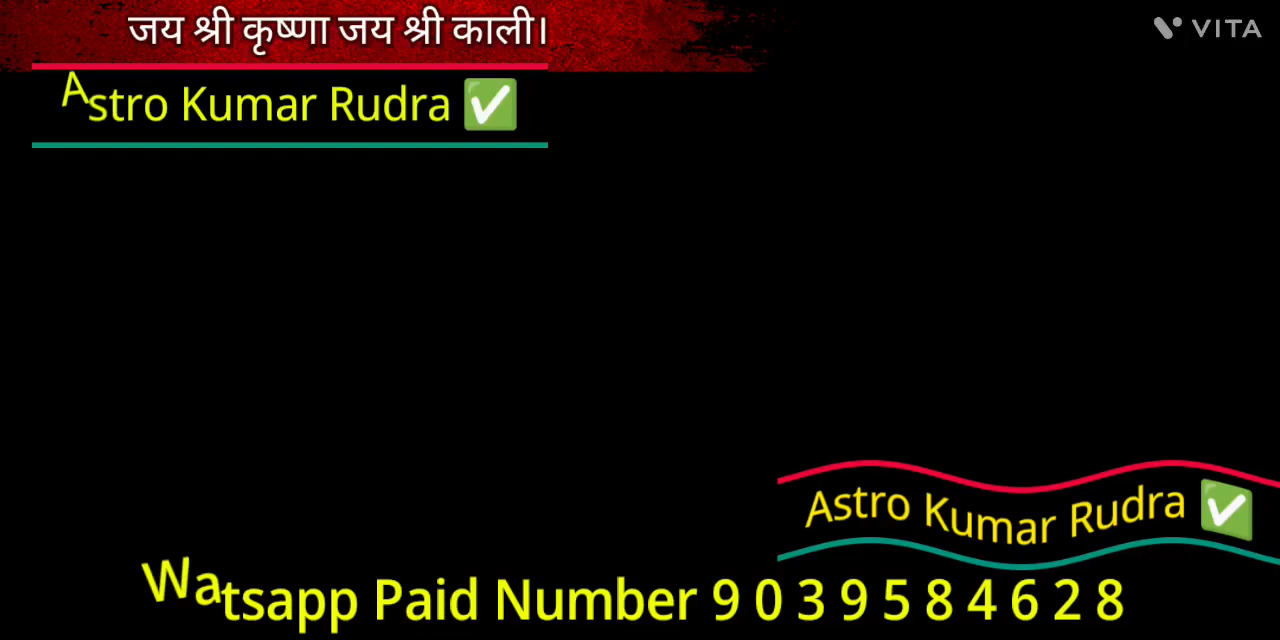 जय श्री कृष्णा जय श्री काली।
VITA
Astro Kumar Rudra ✅
Astro Kumar Rudra ✅
Watsapp Paid Number 9 0 3 9 5 8 4 6 2 8